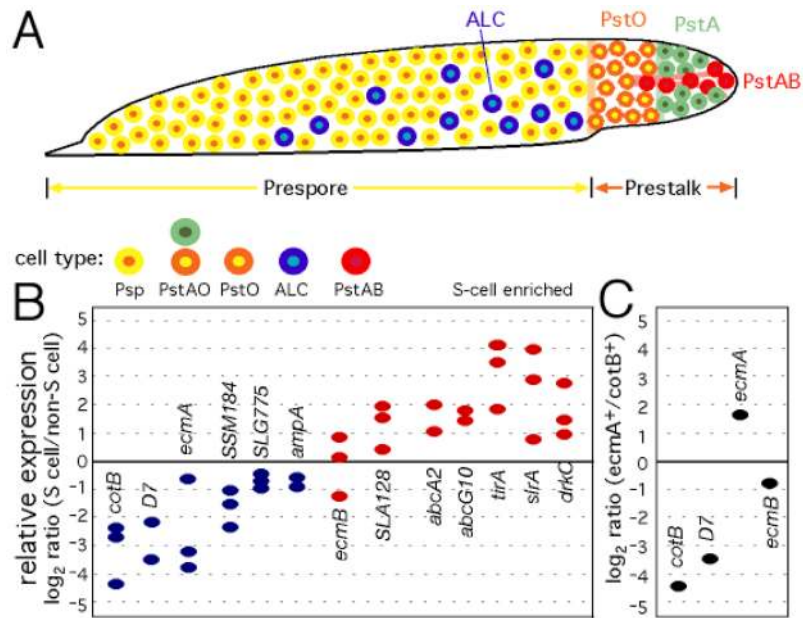 A
ALC
PstO
PstA
PstAB
Prespore
Prestalk
cell type:
Psp
PstAO
PstO
ALC
PstAB
S-cell enriched
B
relative expression
log2 ratio (S cell/non-S cell)
5
4
3
2
1
0
-1
-2
-3
-4
-5
cotB
D7
ecmA
SSM184
SLG775
ampA
ecmB
SLA128
abcA2
abcG10
tirA
slrA
drkC
C
log2 ratio (ecmA+/cotB+)
5
4
3
2
1
0
-1
-2
-3
-4
-5
cotB
D7
ecmA
ecmB